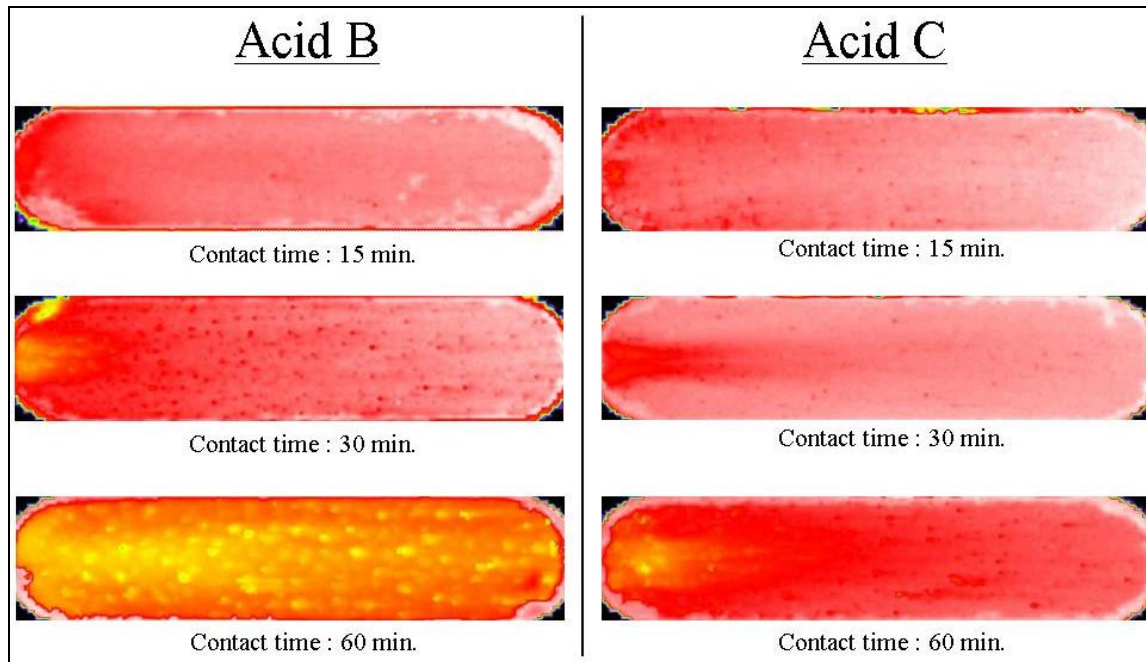 Acid B
Contact time : 15 min.
Contact time : 30 min.
Contact time : 60 min.
Acid C
Contact time : 15 min.
Contact time : 30 min.
Contact time : 60 min.